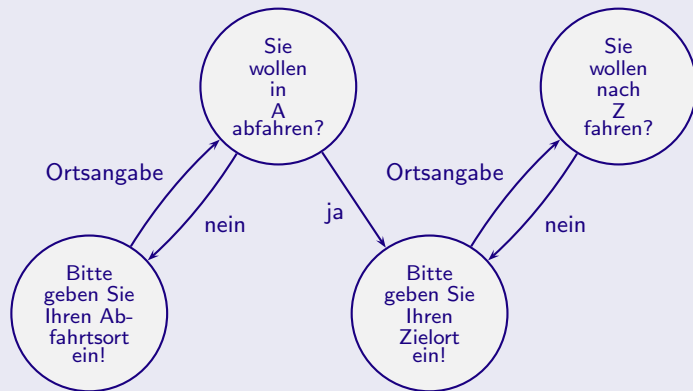 Sie
wollen
in
A
abfahren?
Sie
wollen
nach
Z
fahren?
Ortsangabe
nein
ja
Ortsangabe
nein
Bitte
geben Sie
Ihren Ab-
fahrtsort
ein!
Bitte
geben Sie
Ihren
Zielort
ein!